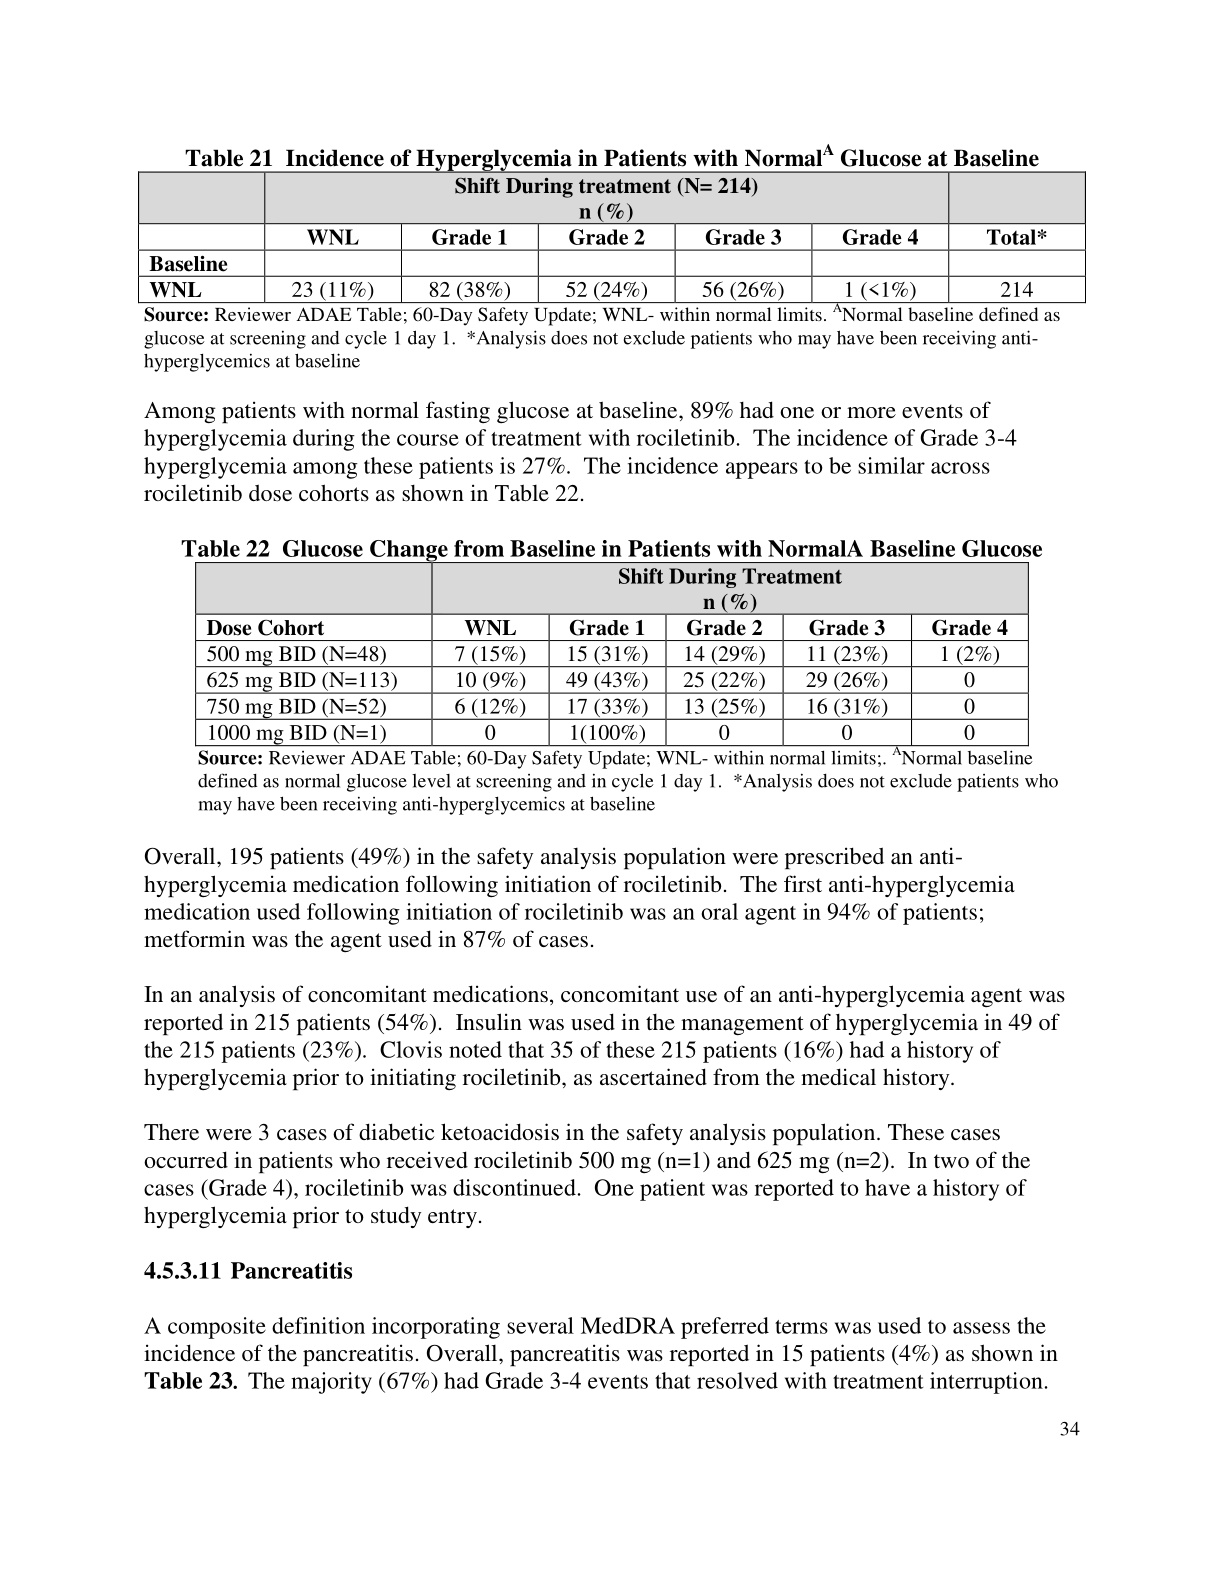 Table 21 Incidence of Hyperglycemia in Patients with NormalA Glucose at Baseline
Shift During treatment (N= 214)
n (%)
WNL Grade 1 Grade 2 Grade 3 Grade 4 Total*
Baseline
WNL 23 (11%) 82 (38%) 52 (24%) 56 (26%) 1 (<1%) 214
Source: Reviewer ADAE Table; 60-Day Safety Update; WNL- within normal limits. ANormal baseline defined as
glucose at screening and cycle 1 day 1. *Analysis does not exclude patients who may have been receiving anti-
hyperglycemics at baseline
Among patients with normal fasting glucose at baseline, 89% had one or more events of
hyperglycemia during the course of treatment with rociletinib. The incidence of Grade 3-4
hyperglycemia among these patients is 27%. The incidence appears to be similar across
rociletinib dose cohorts as shown in Table 22.
Table 22 Glucose Change from Baseline in Patients with NormalA Baseline Glucose
Shift During Treatment
n (%)
Dose Cohort WNL Grade 1 Grade 2 Grade 3 Grade 4
500 mg BID (N=48) 7 (15%) 15 (31%) 14 (29%) 11 (23%) 1 (2%)
625 mg BID (N=113) 10 (9%) 49 (43%) 25 (22%) 29 (26%) 0
750 mg BID (N=52) 6 (12%) 17 (33%) 13 (25%) 16 (31%) 0
1000 mg BID (N=1) 0 1(100%) 0 0 0
Source: Reviewer ADAE Table; 60-Day Safety Update; WNL- within normal limits;. ANormal baseline
defined as normal glucose level at screening and in cycle 1 day 1. *Analysis does not exclude patients who
may have been receiving anti-hyperglycemics at baseline
Overall, 195 patients (49%) in the safety analysis population were prescribed an anti-
hyperglycemia medication following initiation of rociletinib. The first anti-hyperglycemia
medication used following initiation of rociletinib was an oral agent in 94% of patients;
metformin was the agent used in 87% of cases.
In an analysis of concomitant medications, concomitant use of an anti-hyperglycemia agent was
reported in 215 patients (54%). Insulin was used in the management of hyperglycemia in 49 of
the 215 patients (23%). Clovis noted that 35 of these 215 patients (16%) had a history of
hyperglycemia prior to initiating rociletinib, as ascertained from the medical history.
There were 3 cases of diabetic ketoacidosis in the safety analysis population. These cases
occurred in patients who received rociletinib 500 mg (n=1) and 625 mg (n=2). In two of the
cases (Grade 4), rociletinib was discontinued. One patient was reported to have a history of
hyperglycemia prior to study entry.
4.5.3.11 Pancreatitis
A composite definition incorporating several MedDRA preferred terms was used to assess the
incidence of the pancreatitis. Overall, pancreatitis was reported in 15 patients (4%) as shown in
Table 23. The majority (67%) had Grade 3-4 events that resolved with treatment interruption.
34